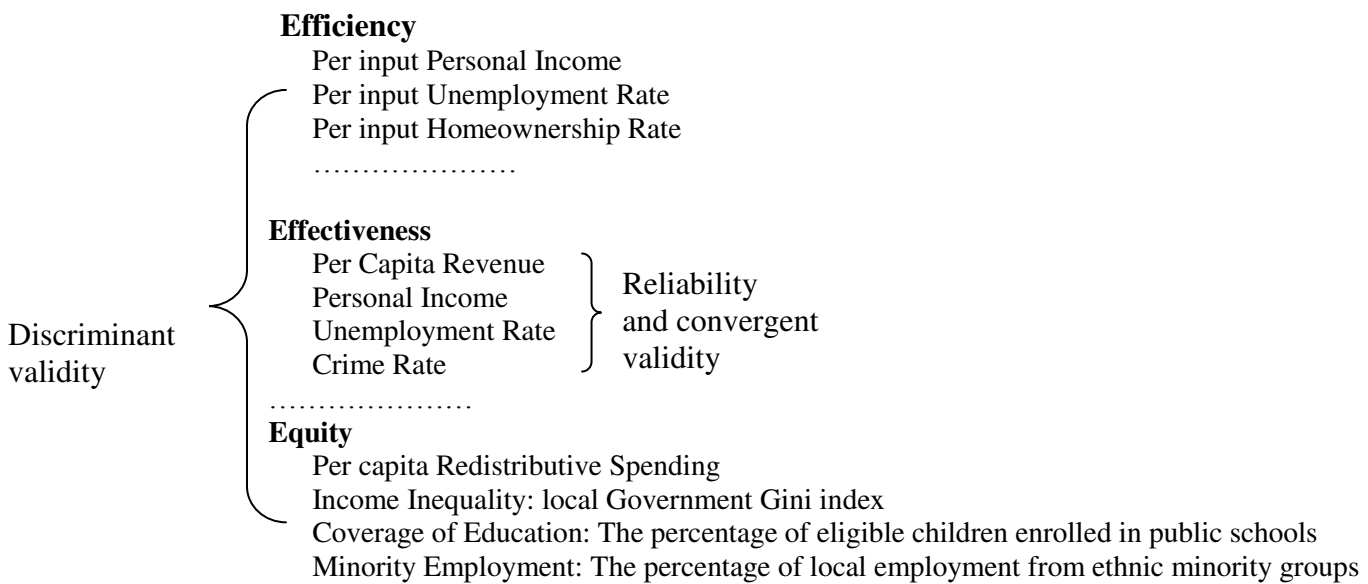 Efficiency
Per input Personal Income
Per input Unemployment Rate
Per input Homeownership Rate
…………………
Effectiveness
Per Capita Revenue
Personal Income
Unemployment Rate
Crime Rate
Reliability
and convergent
validity
Discriminant
validity
…………………
Equity
Per capita Redistributive Spending
Income Inequality: local Government Gini index
Coverage of Education: The percentage of eligible children enrolled in public schools
Minority Employment: The percentage of local employment from ethnic minority groups